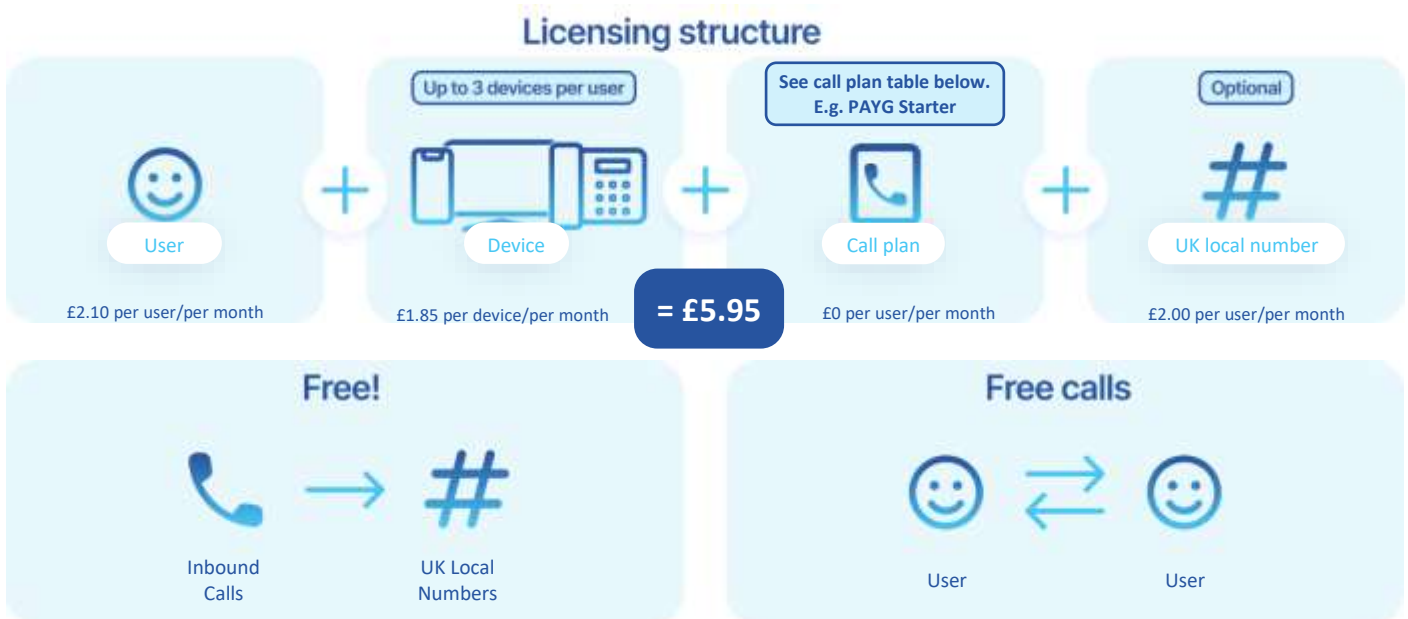 Licensing structure
Up to 3 devices per user
See call plan table below.
E.g. PAYG Starter
Optional
User
Device
Call plan
UK local number
£2.10 per user/per month
£1.85 per device/per month
= £5.95
£0 per user/per month
£2.00 per user/per month
Free!
Inbound
Calls
UK Local
Numbers
Free calls
User
User